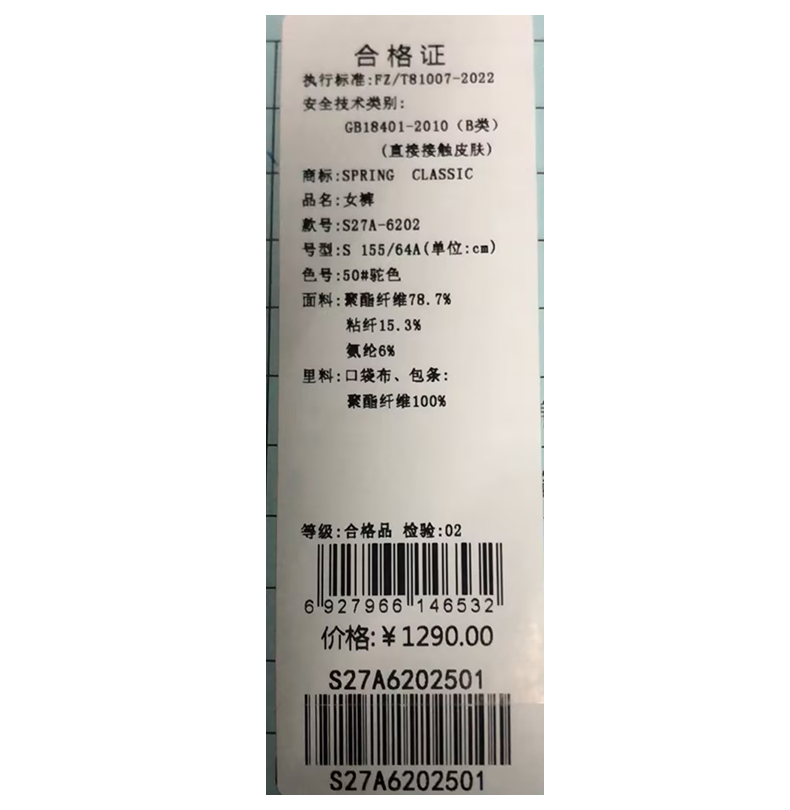 合格证
执行标准:FZ/T81007-2022
安全技术类别:
GB18401-2010（B类）
(直接接触皮肤)
商标:SPRING CLASSIC
品名:女裤
款号:S27A-6202
号型:S 155/64A(单位:cm)
色号:50#驼色
面料:聚酯纤维78.7%
粘纤15.3%
氨纶6%
里料:口袋布、包条:
聚酯纤维100%
等级:合格品 检验:02
6 927966 146532
价格:￥1290.00
S27A6202501
S27A6202501